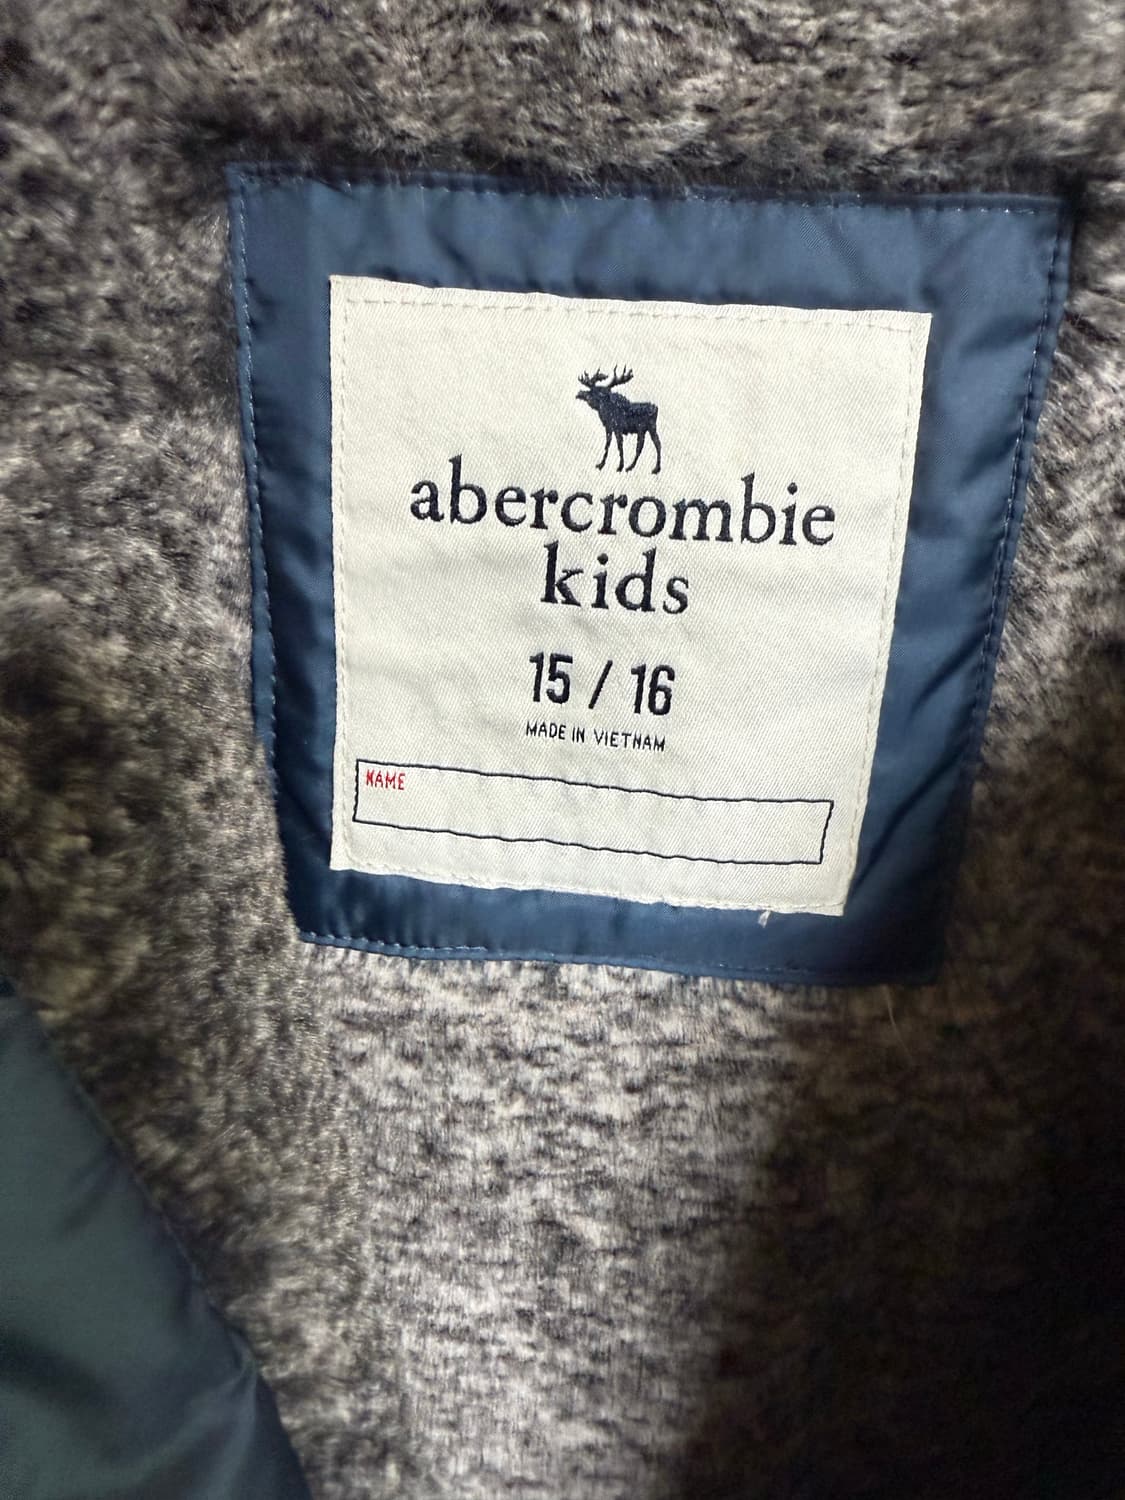 abercrombie
kids
15 / 16
MADE IN VIETNAM
NAME